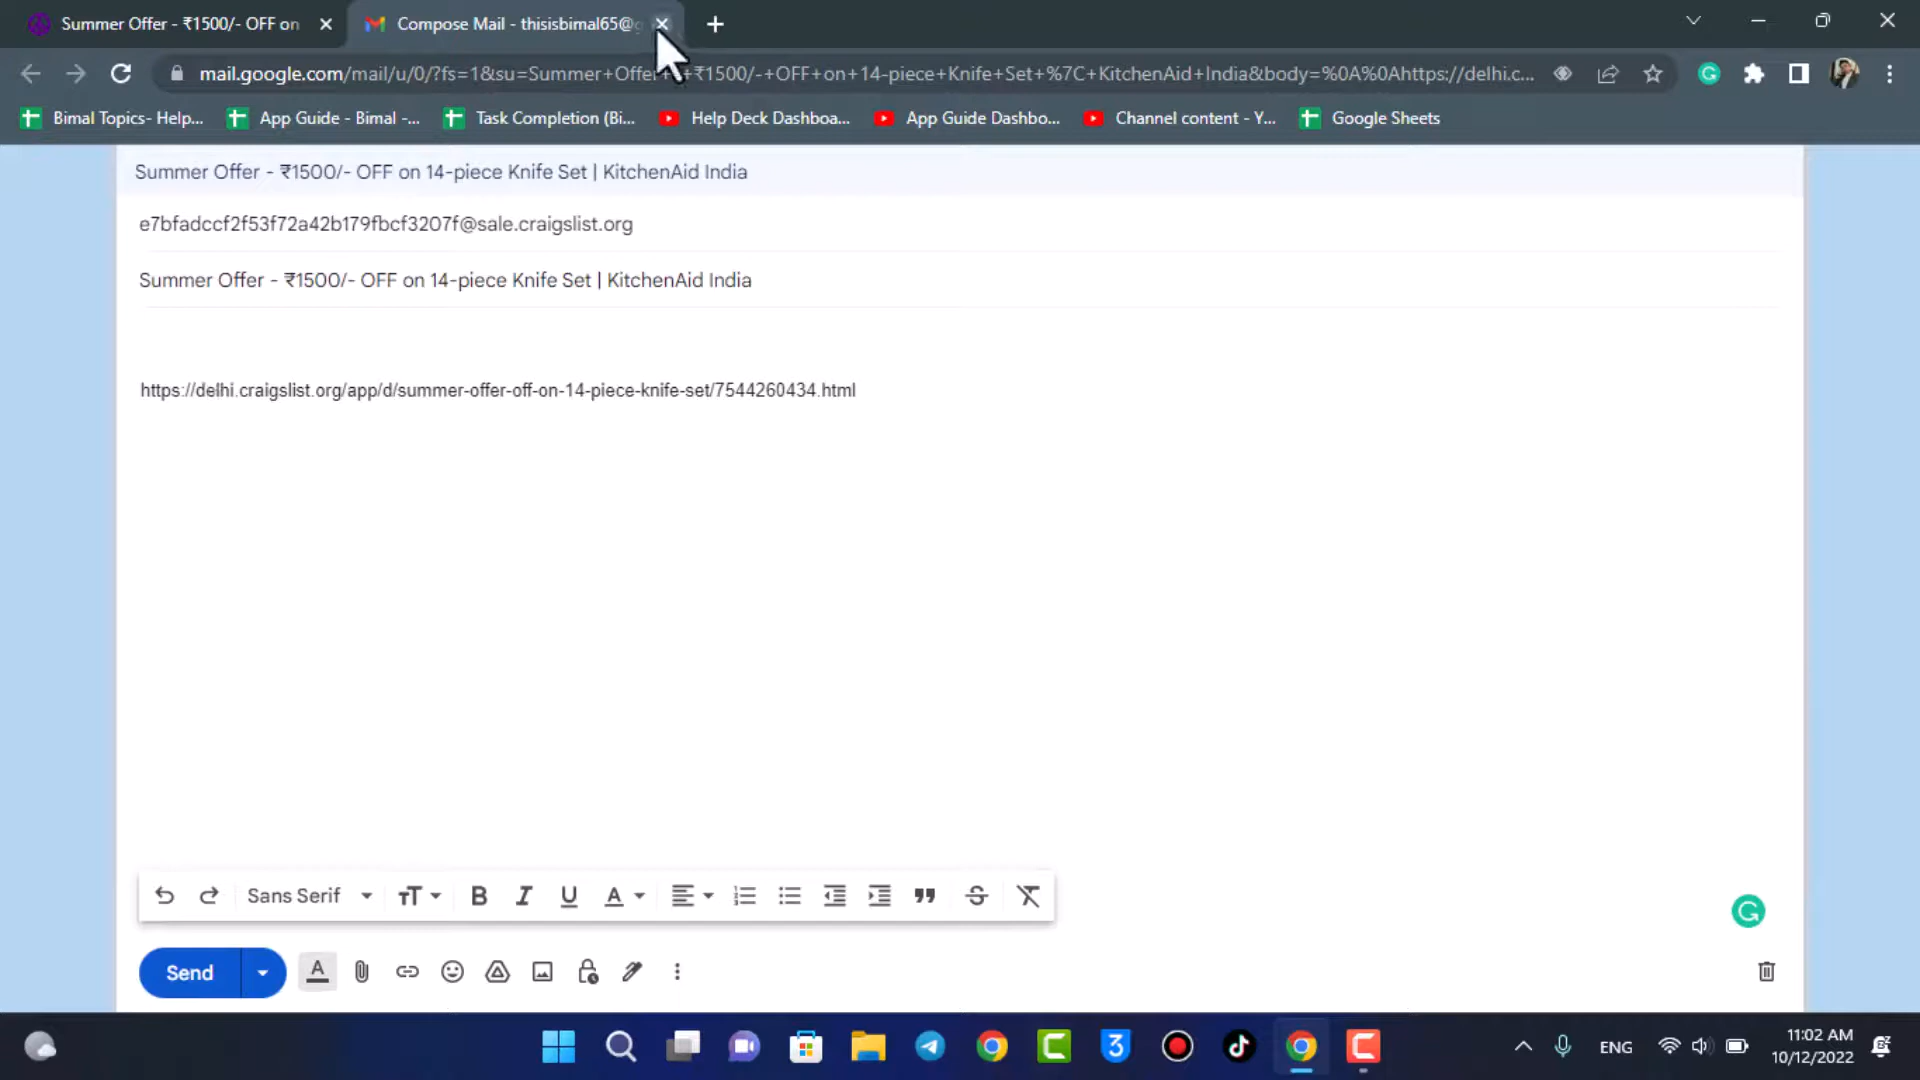 Summer Offer - ₹1500/- OFF on
Compose Mail - thisisbimal65@g
mail.google.com/mail/u/0/?fs=1&su=Summer+Offer+-+₹1500/-+OFF+on+14-piece+Knife+Set+%7C+KitchenAid+India&body=%0A%0Ahttps://delhi.c...
Bimal Topics- Help...
App Guide - Bimal -...
Task Completion (Bi...
Help Deck Dashboa...
App Guide Dashbo...
Channel content - Y...
Google Sheets
Summer Offer - ₹1500/- OFF on 14-piece Knife Set | KitchenAid India
e7bfadccf2f53f72a42b179fbcf3207f@sale.craigslist.org
Summer Offer - ₹1500/- OFF on 14-piece Knife Set | KitchenAid India
https://delhi.craigslist.org/app/d/summer-offer-off-on-14-piece-knife-set/7544260434.html
Sans Serif
Send
ENG
11:02 AM
10/12/2022